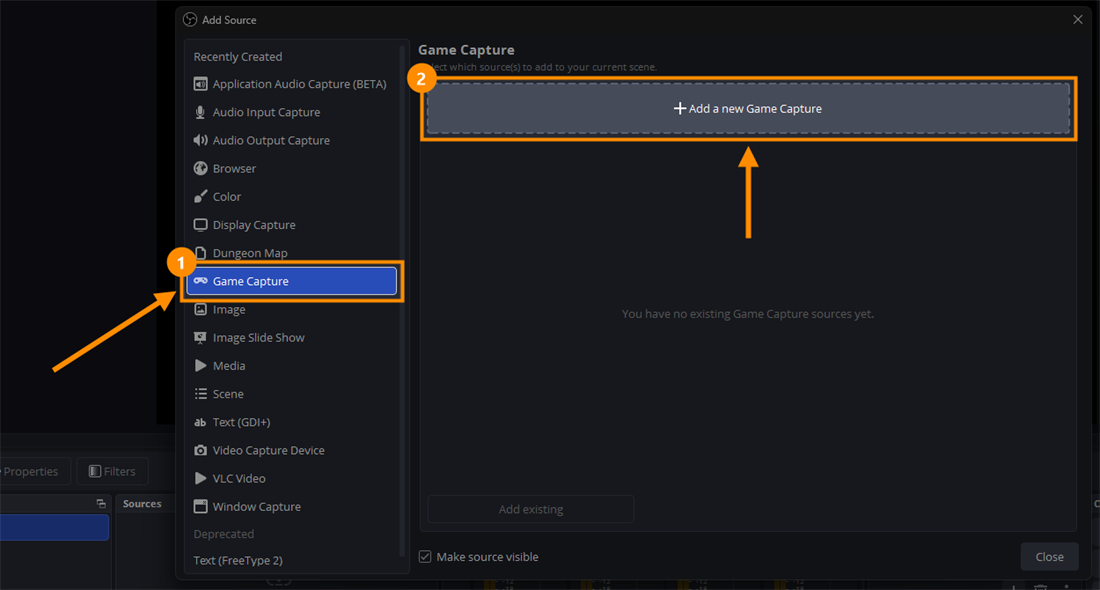 Add Source
Recently Created
Application Audio Capture (BETA)
Audio Input Capture
Audio Output Capture
Browser
Color
Display Capture
Dungeon Map
1
Game Capture
Image
Image Slide Show
Media
Scene
ab Text (GDI+)
Video Capture Device
VLC Video
Window Capture
Deprecated
Text (FreeType 2)
Game Capture
which source(s) to add to your current scene.
2
Add a new Game Capture
You have no existing Game Capture sources yet.
Add existing
Make source visible
Close
Properties
Filters
Sources